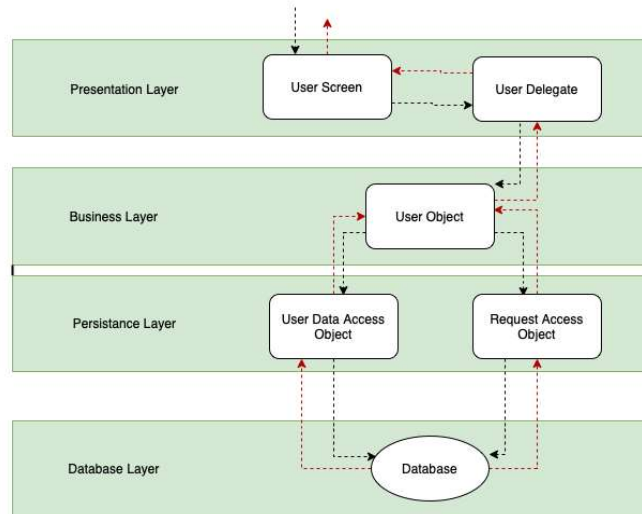 Presentation Layer
User Screen
User Delegate
Business Layer
User Object
Persistance Layer
User Data Access
Object
Request Access
Object
Database Layer
Database